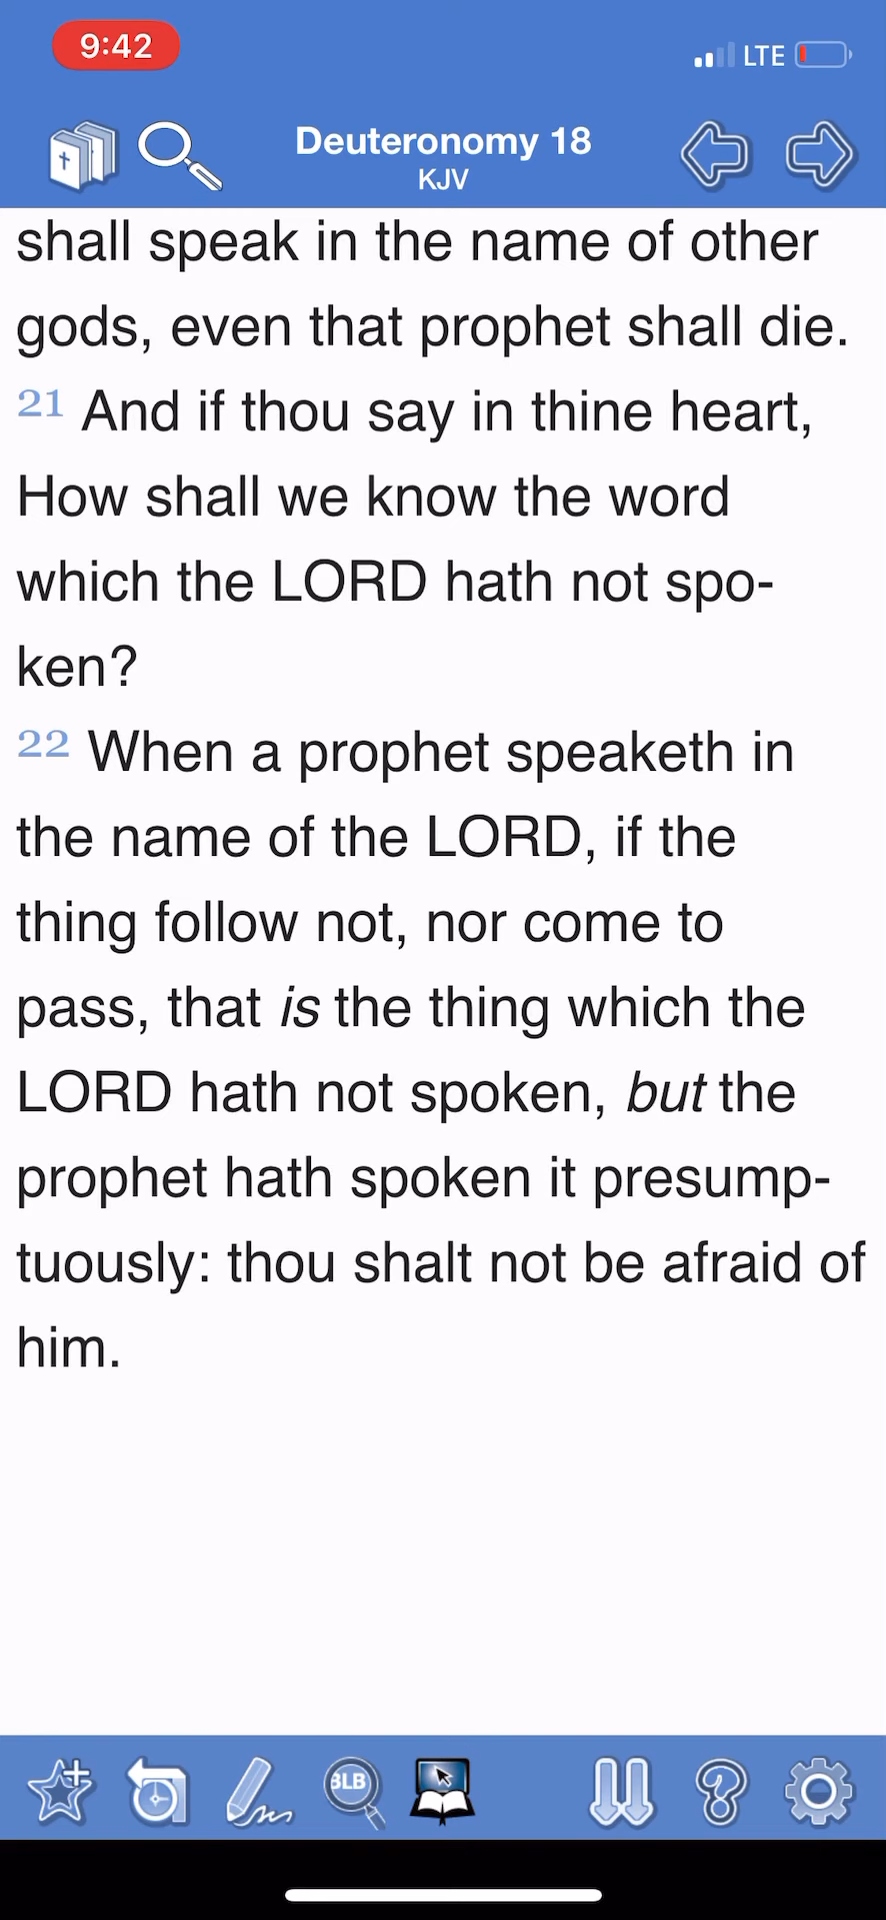 9:42
LTE
Deuteronomy 18
KJV
shall speak in the name of other
gods, even that prophet shall die.
21 And if thou say in thine heart,
How shall we know the word
which the LORD hath not spo-
ken?
22 When a prophet speaketh in
the name of the LORD, if the
thing follow not, nor come to
pass, that is the thing which the
LORD hath not spoken, but the
prophet hath spoken it presump-
tuously: thou shalt not be afraid of
him.
BLB